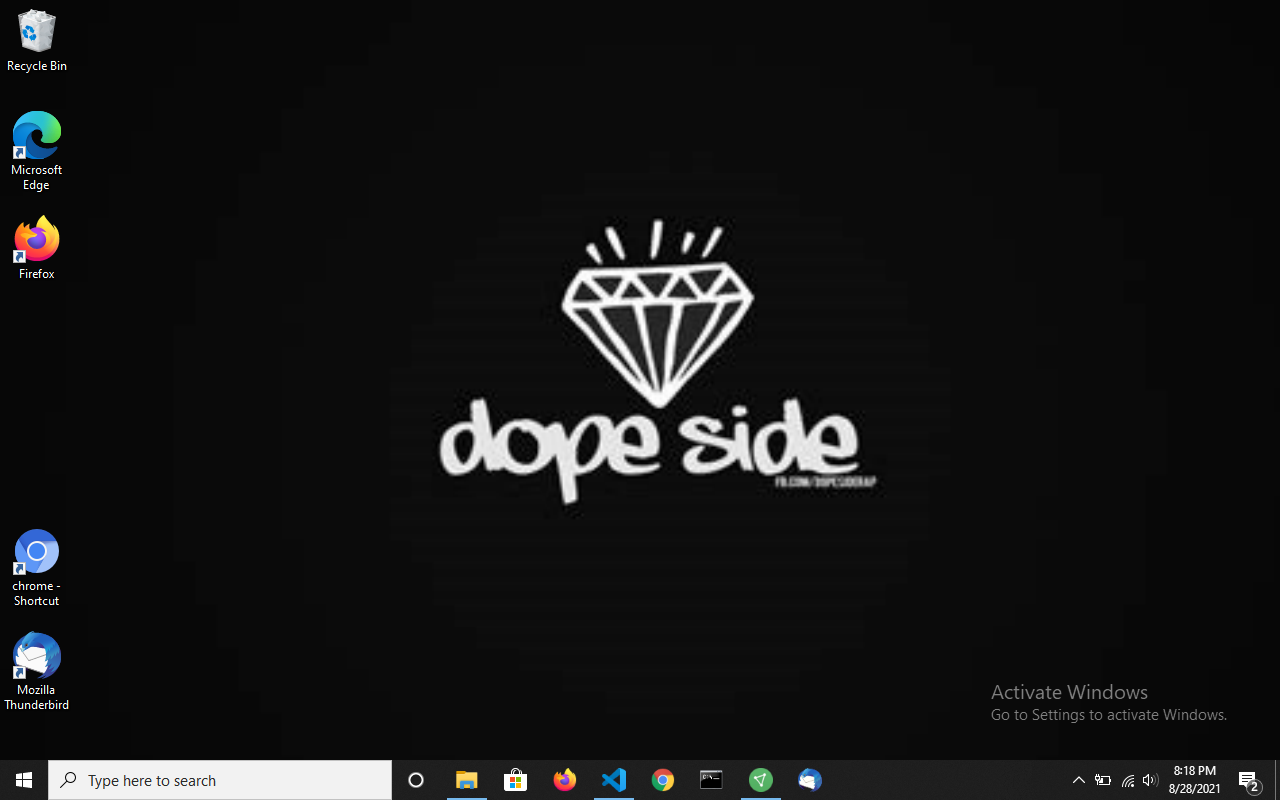 Recycle Bin
Microsoft
Edge
Firefox
dope side
FB.COM/DOPESIDERAP
chrome -
Shortcut
Mozilla
Thunderbird
Activate Windows
Go to Settings to activate Windows.
Type here to search
8:18 PM
8/28/2021
2